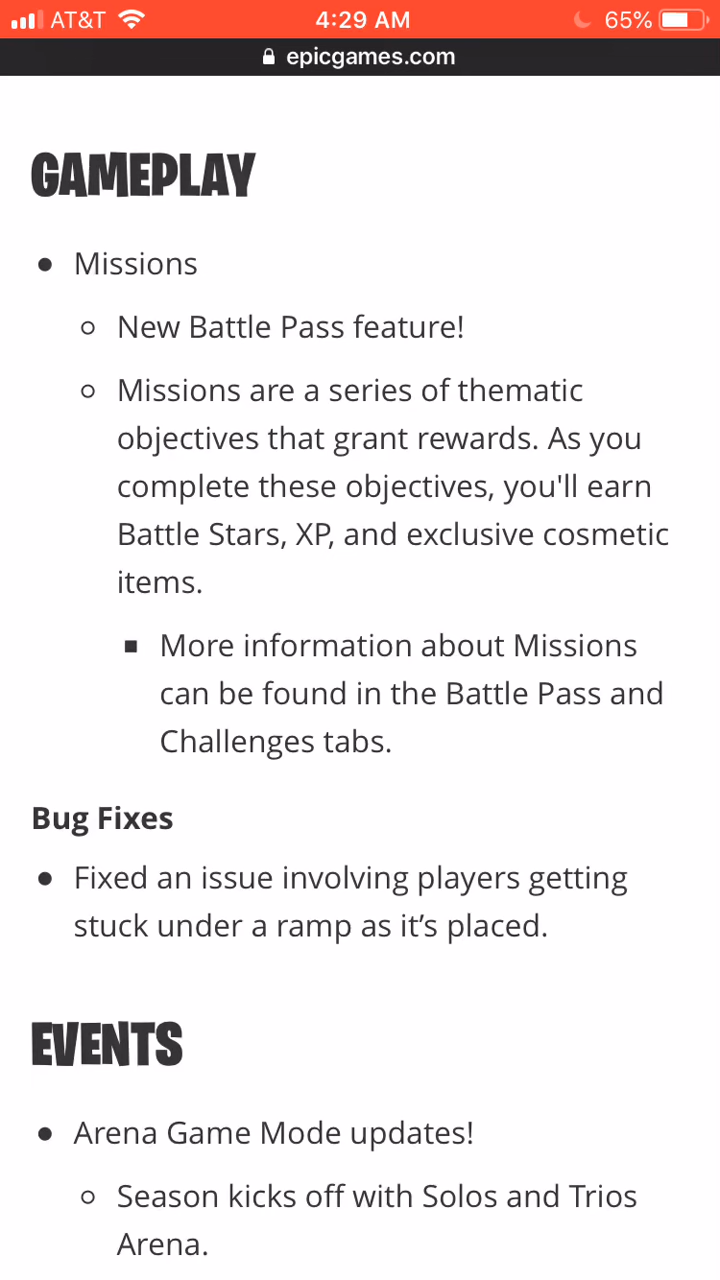 AT&T 4:29 AM 65%
epicgames.com
GAMEPLAY
Missions
New Battle Pass feature!
Missions are a series of thematic
objectives that grant rewards. As you
complete these objectives, you'll earn
Battle Stars, XP, and exclusive cosmetic
items.
More information about Missions
can be found in the Battle Pass and
Challenges tabs.
Bug Fixes
Fixed an issue involving players getting
stuck under a ramp as it’s placed.
EVENTS
Arena Game Mode updates!
Season kicks off with Solos and Trios
Arena.